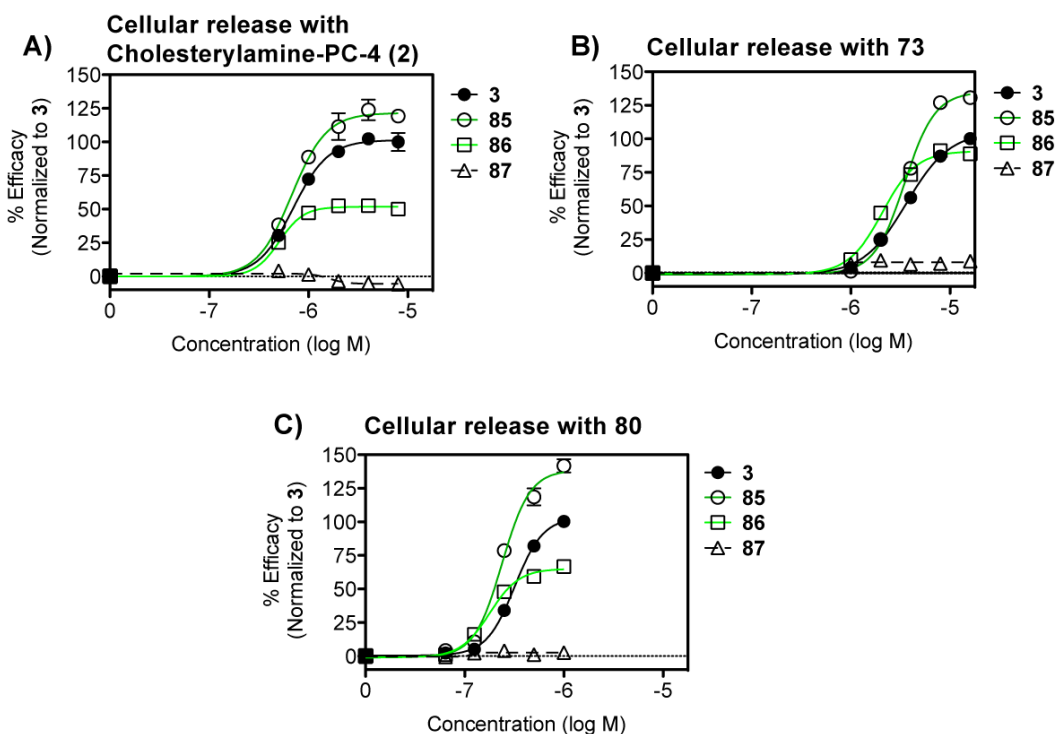 A)
Cellular release with
Cholesterylamine-PC-4 (2)
% Efficacy
(Normalized to 3)
150
125
100
75
50
25
0
0
-7
-6
-5
Concentration (log M)
3
85
86
87
B)
Cellular release with 73
% Efficacy
(Normalized to 3)
150
125
100
75
50
25
0
0
-7
-6
-5
Concentration (log M)
3
85
86
87
C)
Cellular release with 80
% Efficacy
(Normalized to 3)
150
125
100
75
50
25
0
0
-7
-6
-5
Concentration (log M)
3
85
86
87